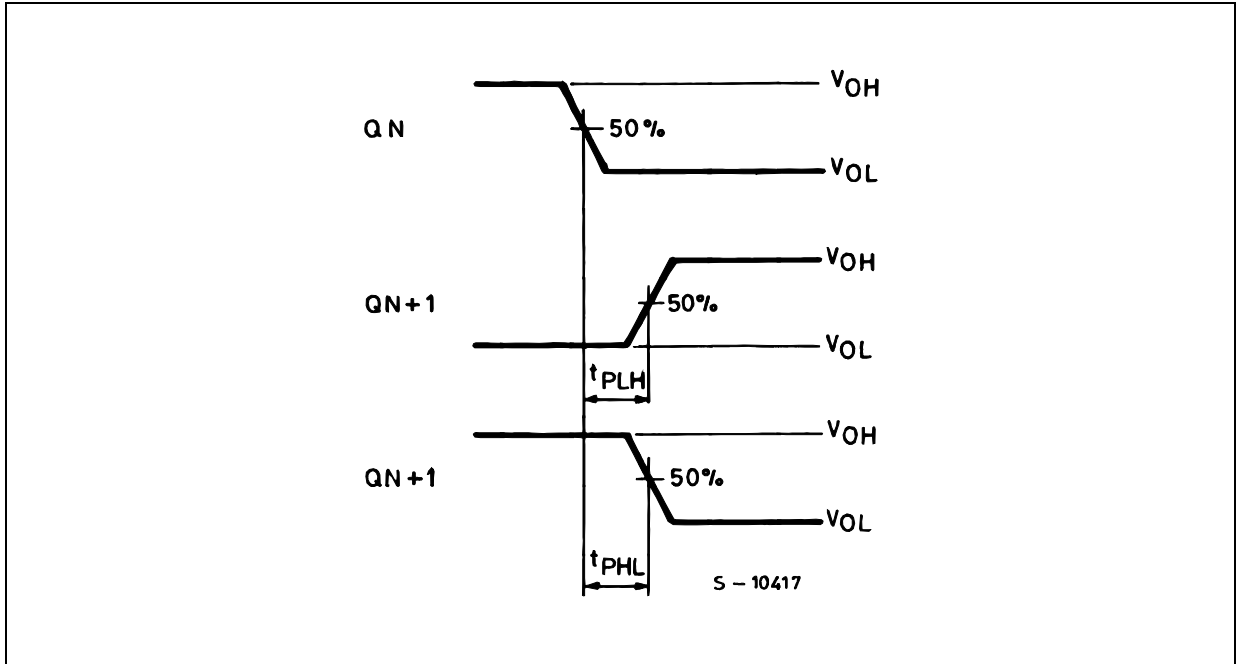 VOH
QN
50%
VOL
VOH
QN+1
50%
VOL
tPLH
VOH
QN+1
50%
VOL
tPHL
S-10417